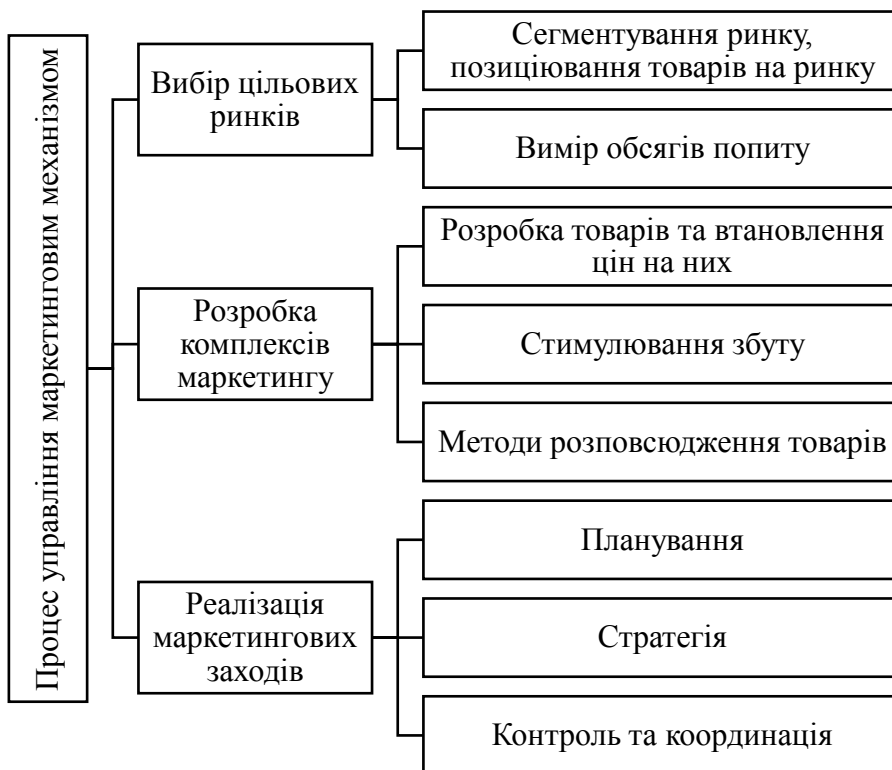 Процес управління маркетинговим механізмом
Вибір цільових
ринків
Сегментування ринку,
позиціювання товарів на ринку
Вимір обсягів попиту
Розробка
комплексів
маркетингу
Розробка товарів та втановлення
цін на них
Стимулювання збуту
Методи розповсюдження товарів
Реалізація
маркетингових
заходів
Планування
Стратегія
Контроль та координація